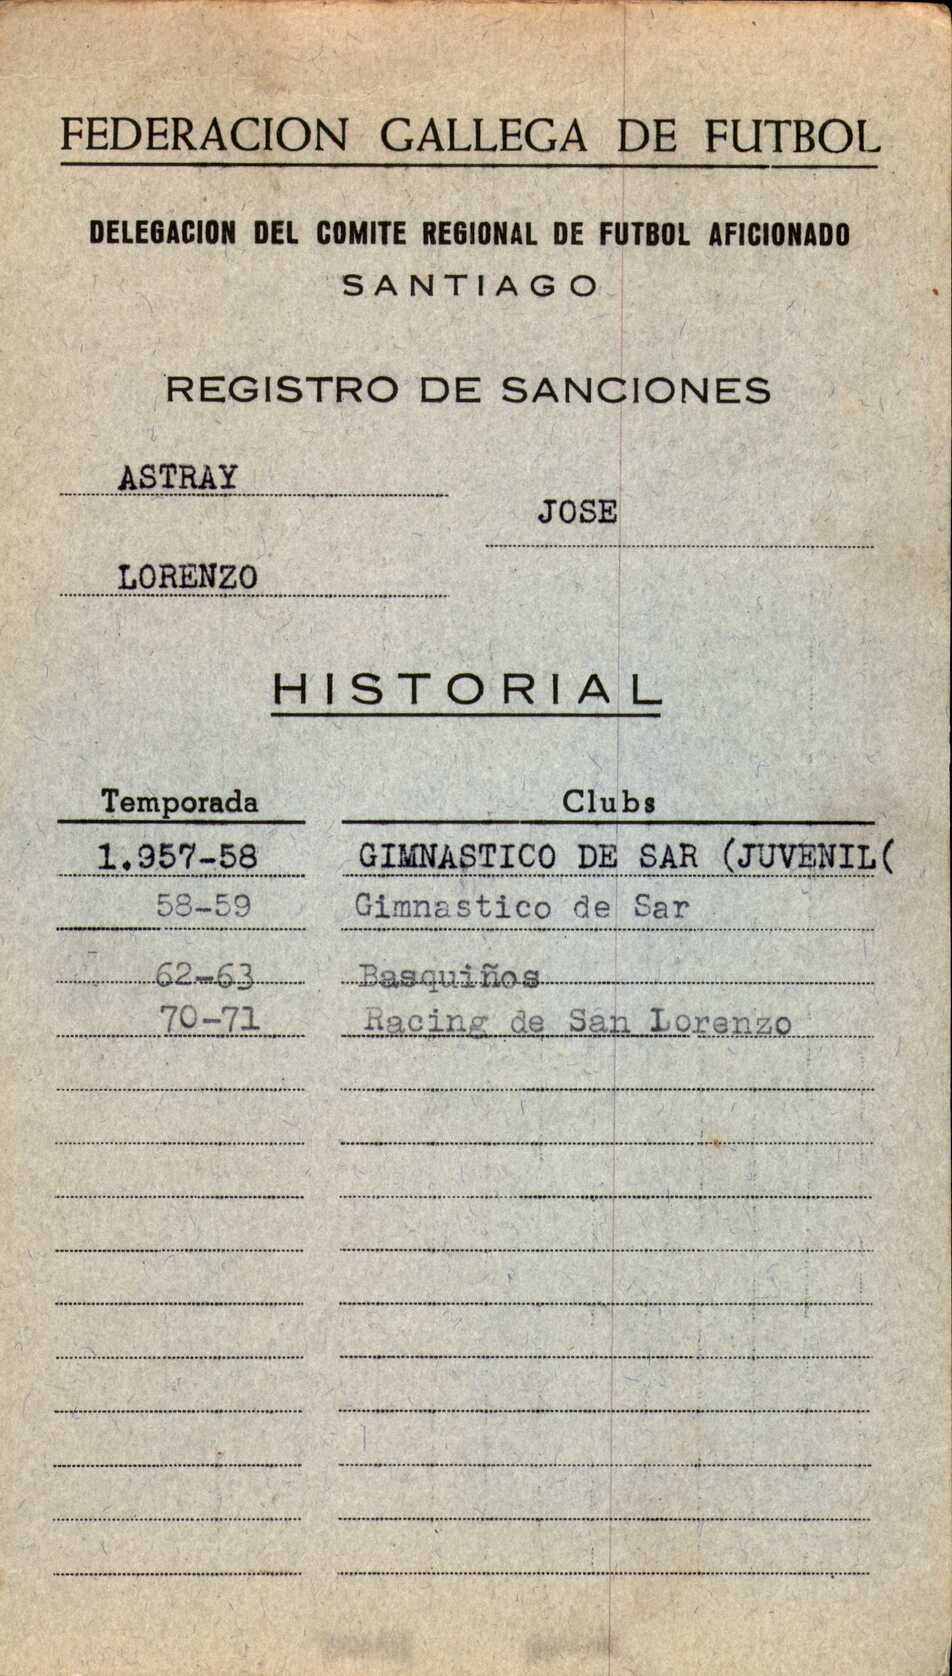 FEDERACION GALLEGA DE FUTBOL
DELEGACION DEL COMITE REGIONAL DE FUTBOL AFICIONADO
SANTIAGO
REGISTRO DE SANCIONES
ASTRAY
JOSE
LORENZO
HISTORIAL
Temporada Clubs
1.957-58 GIMNASTICO DE SAR (JUVENIL(
58-59 Gimnastico de Sar
62-63 Basquiños
70-71 Racing de San Lorenzo